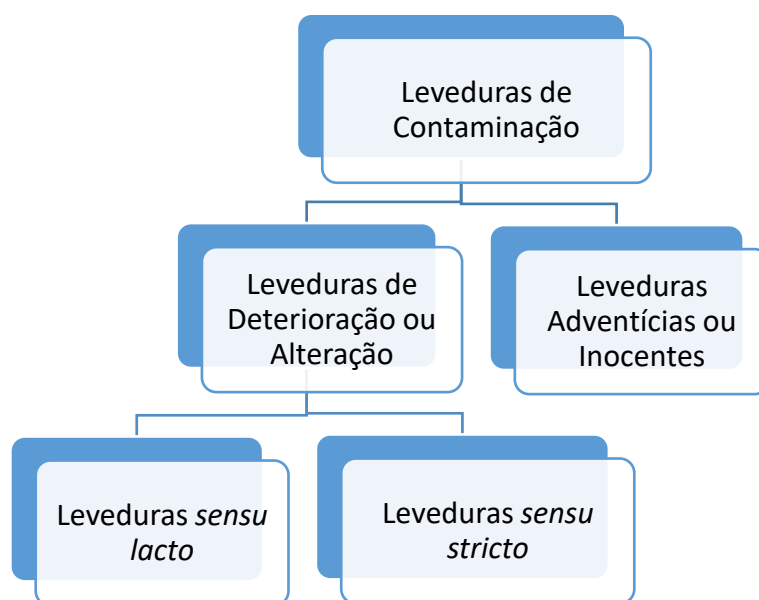 Leveduras de
Contaminação
Leveduras de
Deterioração ou
Alteração
Leveduras
Adventícias ou
Inocentes
Leveduras sensu
lacto
Leveduras sensu
stricto